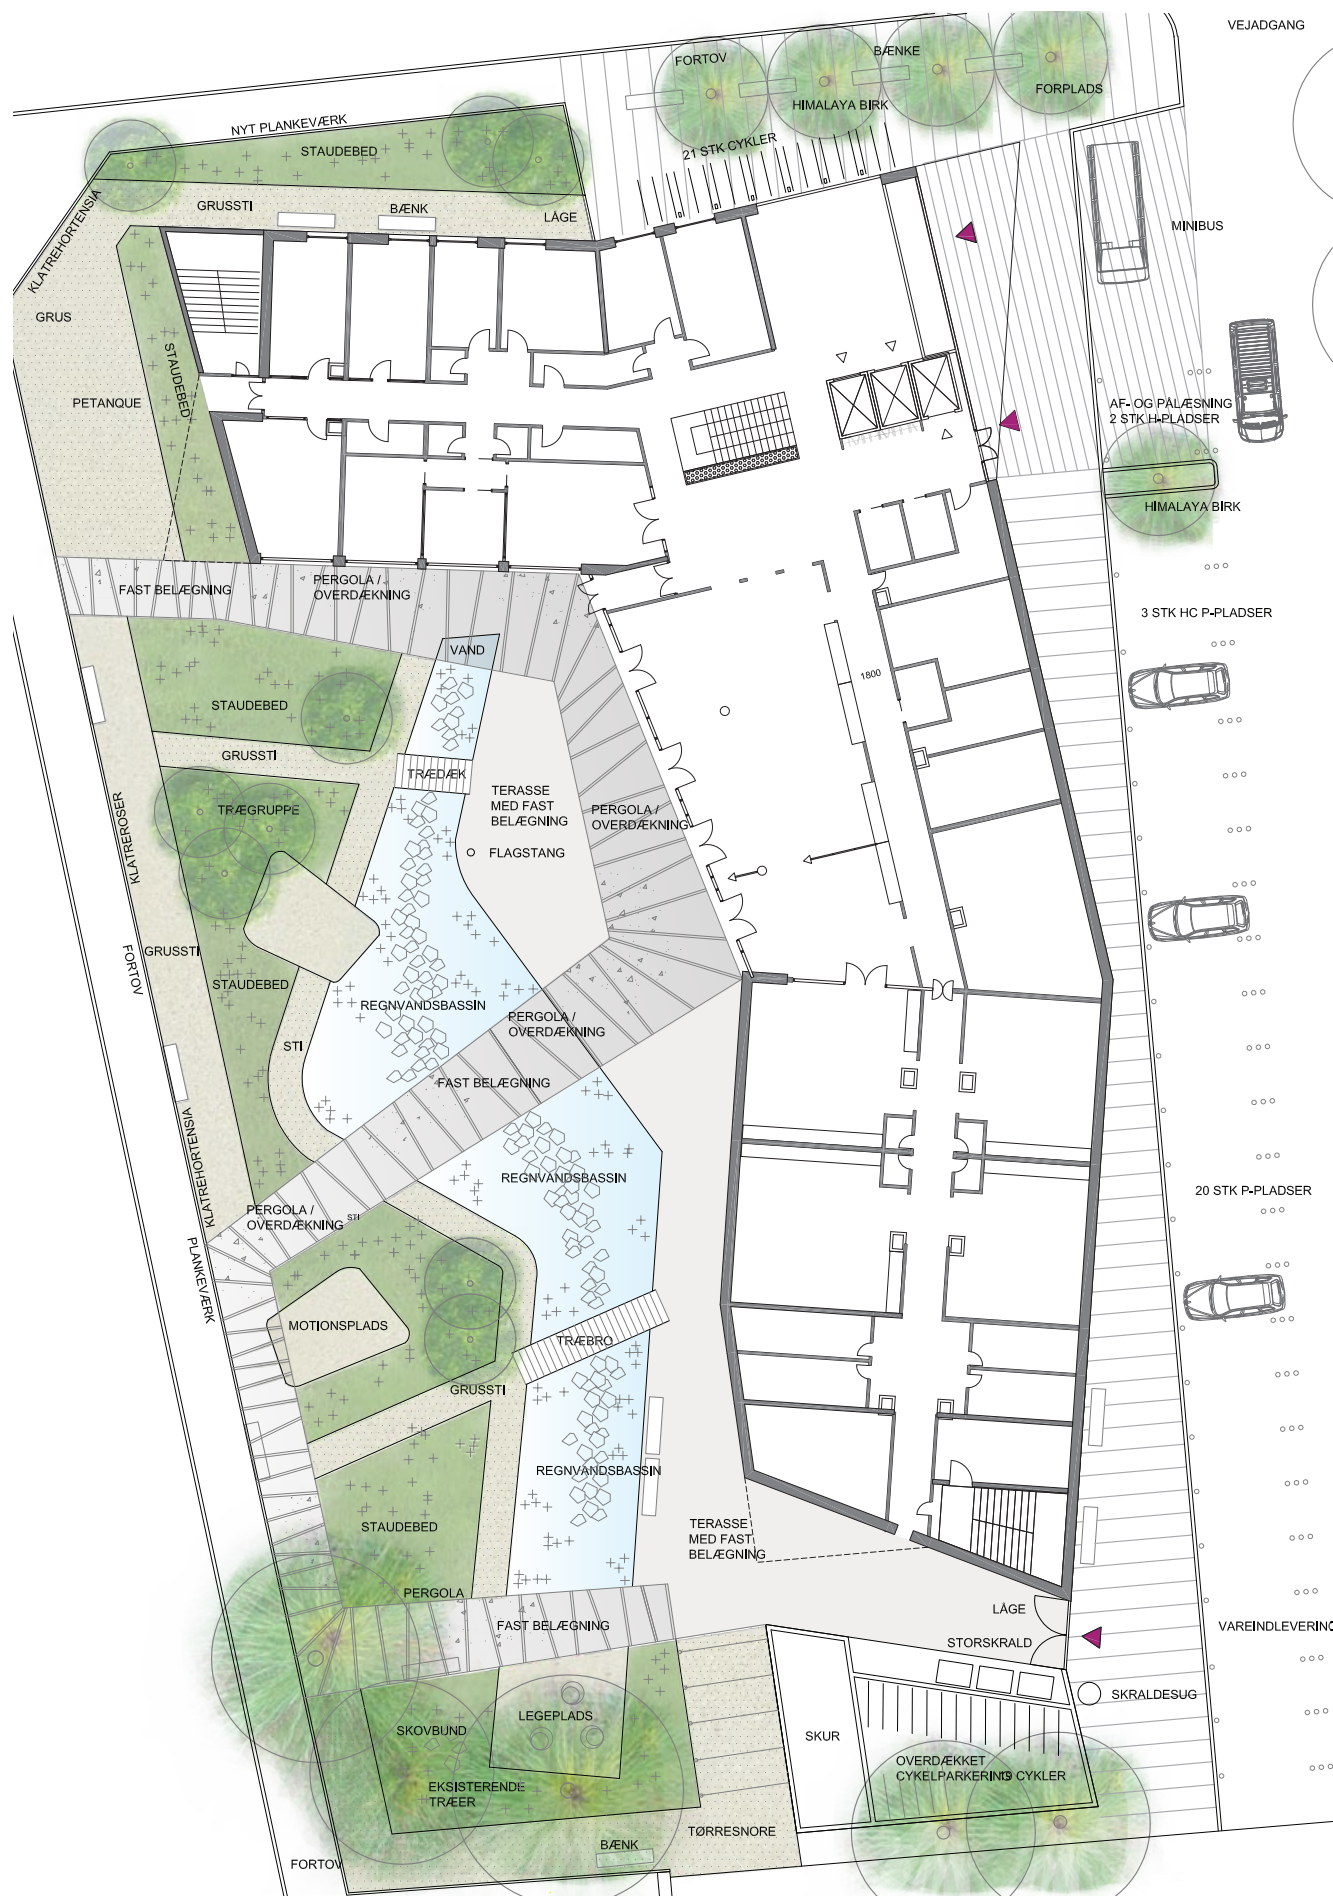 VEJADGANG
FORTOV
BÆNKE
FORPLADS
HIMALAYA BIRK
NYT PLANKEVÆRK
21 STK CYKLER
STAUDEBED
GRUSSTI
BÆNK
LÅGE
KLATREHORTENSIA
MINIBUS
GRUS
STAUDEBED
PETANQUE
AF- OG PÅLÆSNING
2 STK H-PLADSER
HIMALAYA BIRK
FAST BELÆGNING
PERGOLA /
OVERDÆKNING
3 STK HC P-PLADSER
VAND
1800
STAUDEBED
GRUSSTI
TRÆDÆK
TERASSE
MED FAST
BELÆGNING
TRÆGRUPPE
PERGOLA /
OVERDÆKNING
KLATREROSER
FLAGSTANG
FORTOV
GRUSSTI
STAUDEBED
REGNVANDSBASSIN
PERGOLA /
OVERDÆKNING
STI
FAST BELÆGNING
KLATREHORTENSIA
REGNVANDSBASSIN
20 STK P-PLADSER
PERGOLA /
OVERDÆKNING
STI
PLANKEVÆRK
MOTIONSPLADS
TRÆBRO
GRUSSTI
REGNVANDSBASSIN
STAUDEBED
TERASSE
MED FAST
BELÆGNING
PERGOLA
LÅGE
FAST BELÆGNING
STORSKRALD
VAREINDLEVERING
SKRALDESUG
LEGEPLADS
SKOVBUND
SKUR
OVERDÆKKET
CYKELPARKERING 19 CYKLER
EKSISTERENDE
TRÆER
TØRRESNORE
BÆNK
FORTOV